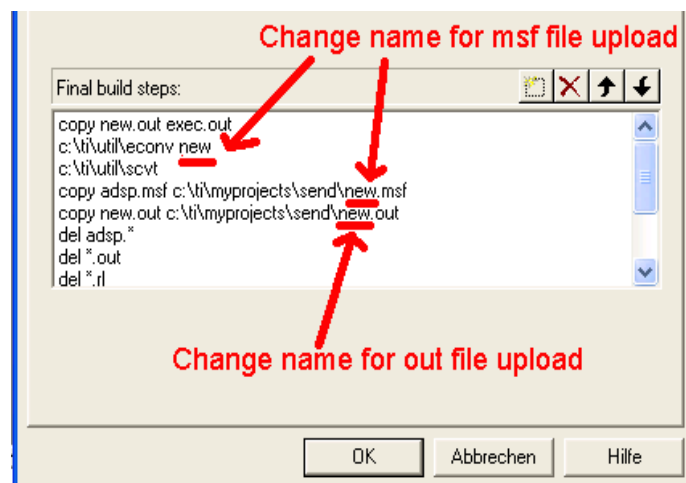 Change name for msf file upload
Final build steps:
copy new.out exec.out
c:\ti\util\econv new
c:\ti\util\scvt
copy adsp.msf c:\ti\myprojects\send\new.msf
copy new.out c:\ti\myprojects\send\new.out
del adsp.*
del *.out
del *.rl
Change name for out file upload
OK Abbrechen Hilfe